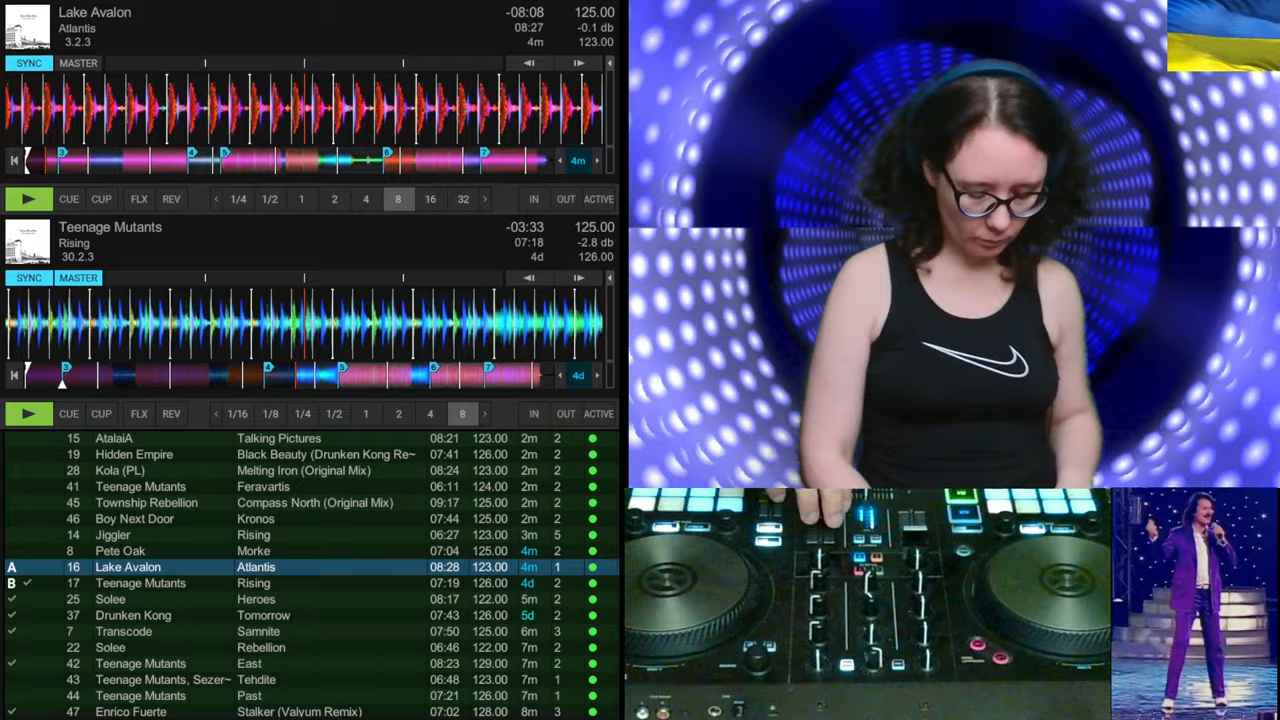 Lake Avalon -08:08 125.00
Atlantis 08:27 -0.1 db
3.2.3 4m 123.00
SYNC MASTER
3 4 5 6 7 4m
CUE CUP FLX REV 1/4 1/2 1 2 4 8 16 32 IN OUT ACTIVE
Teenage Mutants -03:33 125.00
Rising 07:18 -2.8 db
30.2.3 4d 126.00
SYNC MASTER
3 4 5 6 7 4d
CUE CUP FLX REV 1/16 1/8 1/4 1/2 1 2 4 8 IN OUT ACTIVE
15 AtalaiA Talking Pictures 08:21 123.00 2m 2
19 Hidden Empire Black Beauty (Drunken Kong Re~ 07:41 126.00 2m 2
28 Kola (PL) Melting Iron (Original Mix) 08:24 123.00 2m 2
41 Teenage Mutants Feravartis 06:11 124.00 2m 2
45 Township Rebellion Compass North (Original Mix) 09:17 125.00 2m 2
46 Boy Next Door Kronos 07:44 125.00 2m 2
14 Jiggler Rising 06:27 123.00 3m 5
8 Pete Oak Morke 07:04 125.00 4m 2
A 16 Lake Avalon Atlantis 08:28 123.00 4m 1
B 17 Teenage Mutants Rising 07:19 126.00 4d 2
25 Solee Heroes 08:17 122.00 5m 2
37 Drunken Kong Tomorrow 07:43 126.00 5d 2
7 Transcode Samnite 07:50 125.00 6m 3
22 Solee Rebellion 06:46 122.00 7m 2
42 Teenage Mutants East 08:23 129.00 7m 2
43 Teenage Mutants, Sezer~ Tehdite 06:48 123.00 7m 1
44 Teenage Mutants Past 07:21 126.00 7m 2
47 Enrico Fuerte Stalker (Valyum Remix) 07:02 128.00 8m 2